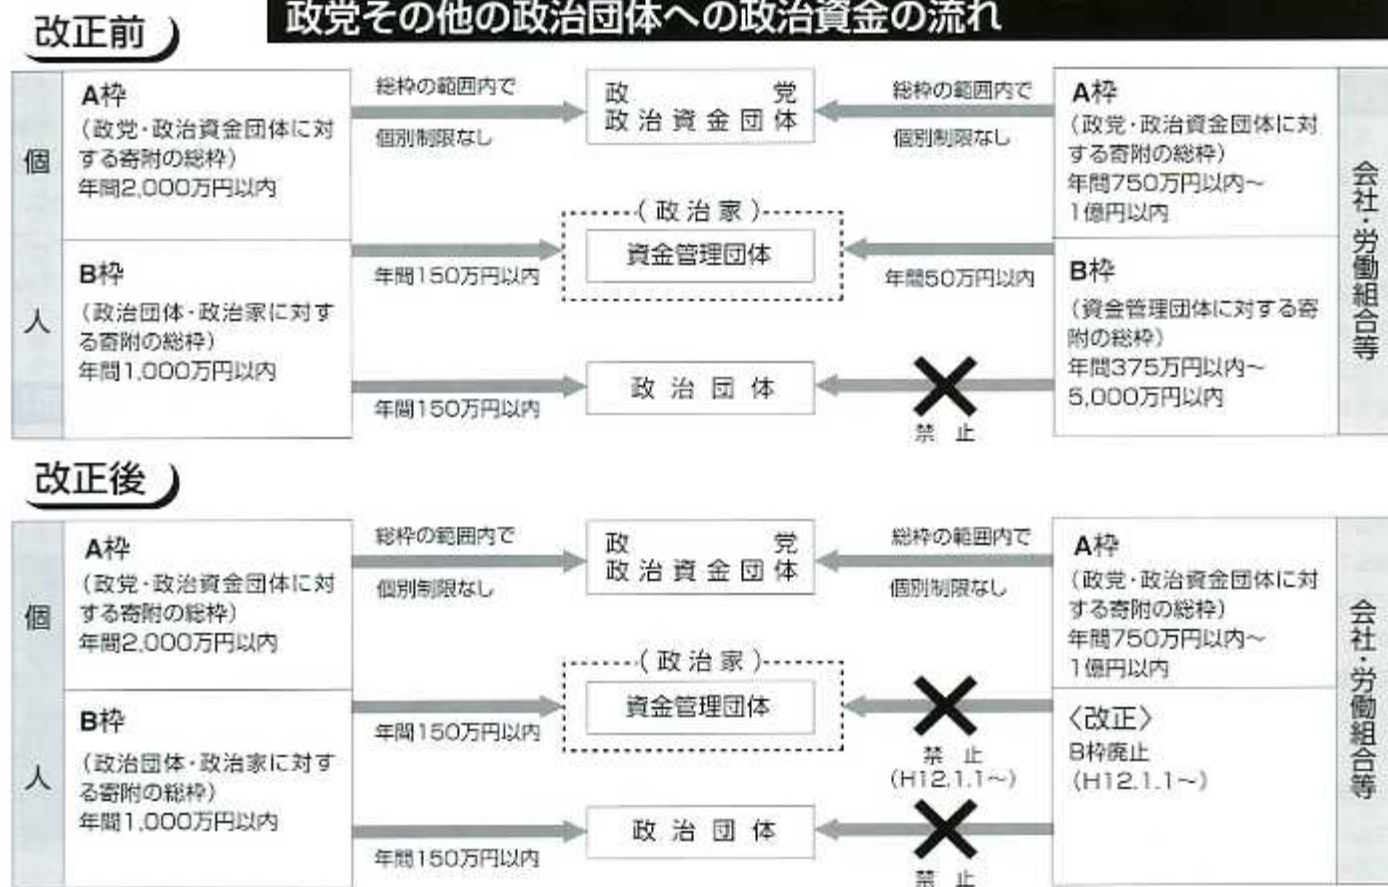 政党その他の政治団体への政治資金の流れ
改正前
個人
A枠
(政党・政治資金団体に対
する寄附の総枠)
年間2,000万円以内
B枠
(政治団体・政治家に対す
る寄附の総枠)
年間1,000万円以内
総枠の範囲内で
個別制限なし
年間150万円以内
年間150万円以内
政党
政治資金団体
(政治家)
資金管理団体
政治団体
総枠の範囲内で
個別制限なし
年間50万円以内
禁止
A枠
(政党・政治資金団体に対
する寄附の総枠)
年間750万円以内~
1億円以内
B枠
(資金管理団体に対する寄
附の総枠)
年間375万円以内~
5,000万円以内
会社・労働組合等
改正後
個人
A枠
(政党・政治資金団体に対
する寄附の総枠)
年間2,000万円以内
B枠
(政治団体・政治家に対す
る寄附の総枠)
年間1,000万円以内
総枠の範囲内で
個別制限なし
年間150万円以内
年間150万円以内
政党
政治資金団体
(政治家)
資金管理団体
政治団体
総枠の範囲内で
個別制限なし
禁止
(H12.1.1~)
禁止
A枠
(政党・政治資金団体に対
する寄附の総枠)
年間750万円以内~
1億円以内
〈改正〉
B枠廃止
(H12.1.1~)
会社・労働組合等